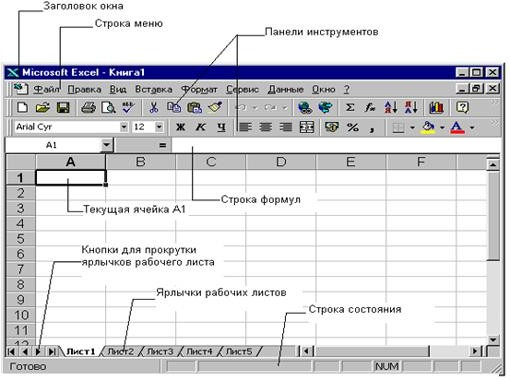 Заголовок окна
Строка меню
Панели инструментов
Microsoft Excel - Книга1
Файл Правка Вид Вставка Формат Сервис Данные Окно ?
Arial Cyr 12 Ж К Ч % ,
A1 =
A B C D E F
1
2
3
4
5
6
7
8
9
10
11
12
Текущая ячейка A1
Строка формул
Кнопки для прокрутки
ярлычков рабочего листа
Ярлычки рабочих листов
Строка состояния
Лист1 Лист2 Лист3 Лист4 Лист5
Готово NUM